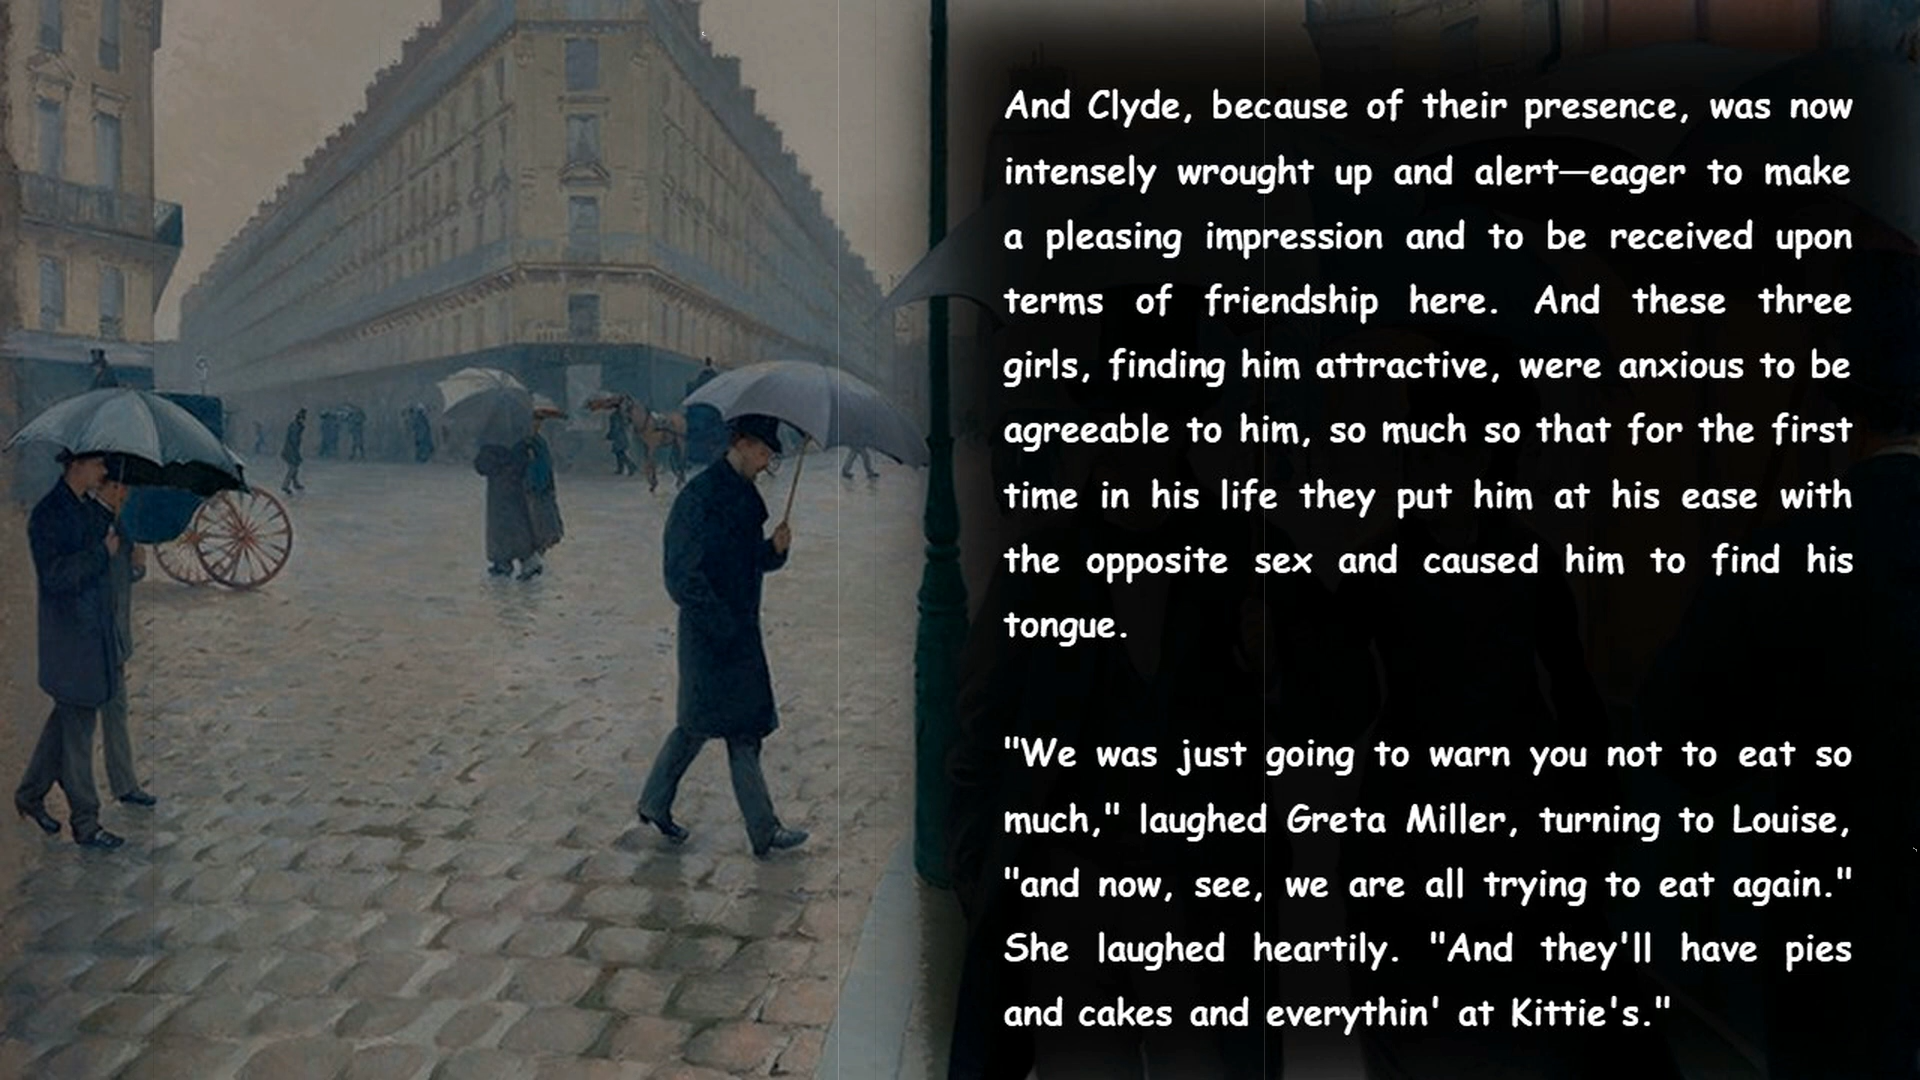 And Clyde, because of their presence, was now
intensely wrought up and alert—eager to make
a pleasing impression and to be received upon
terms of friendship here. And these three
girls, finding him attractive, were anxious to be
agreeable to him, so much so that for the first
time in his life they put him at his ease with
the opposite sex and caused him to find his
tongue.
"We was just going to warn you not to eat so
much," laughed Greta Miller, turning to Louise,
"and now, see, we are all trying to eat again."
She laughed heartily. "And they'll have pies
and cakes and everythin' at Kittie's."